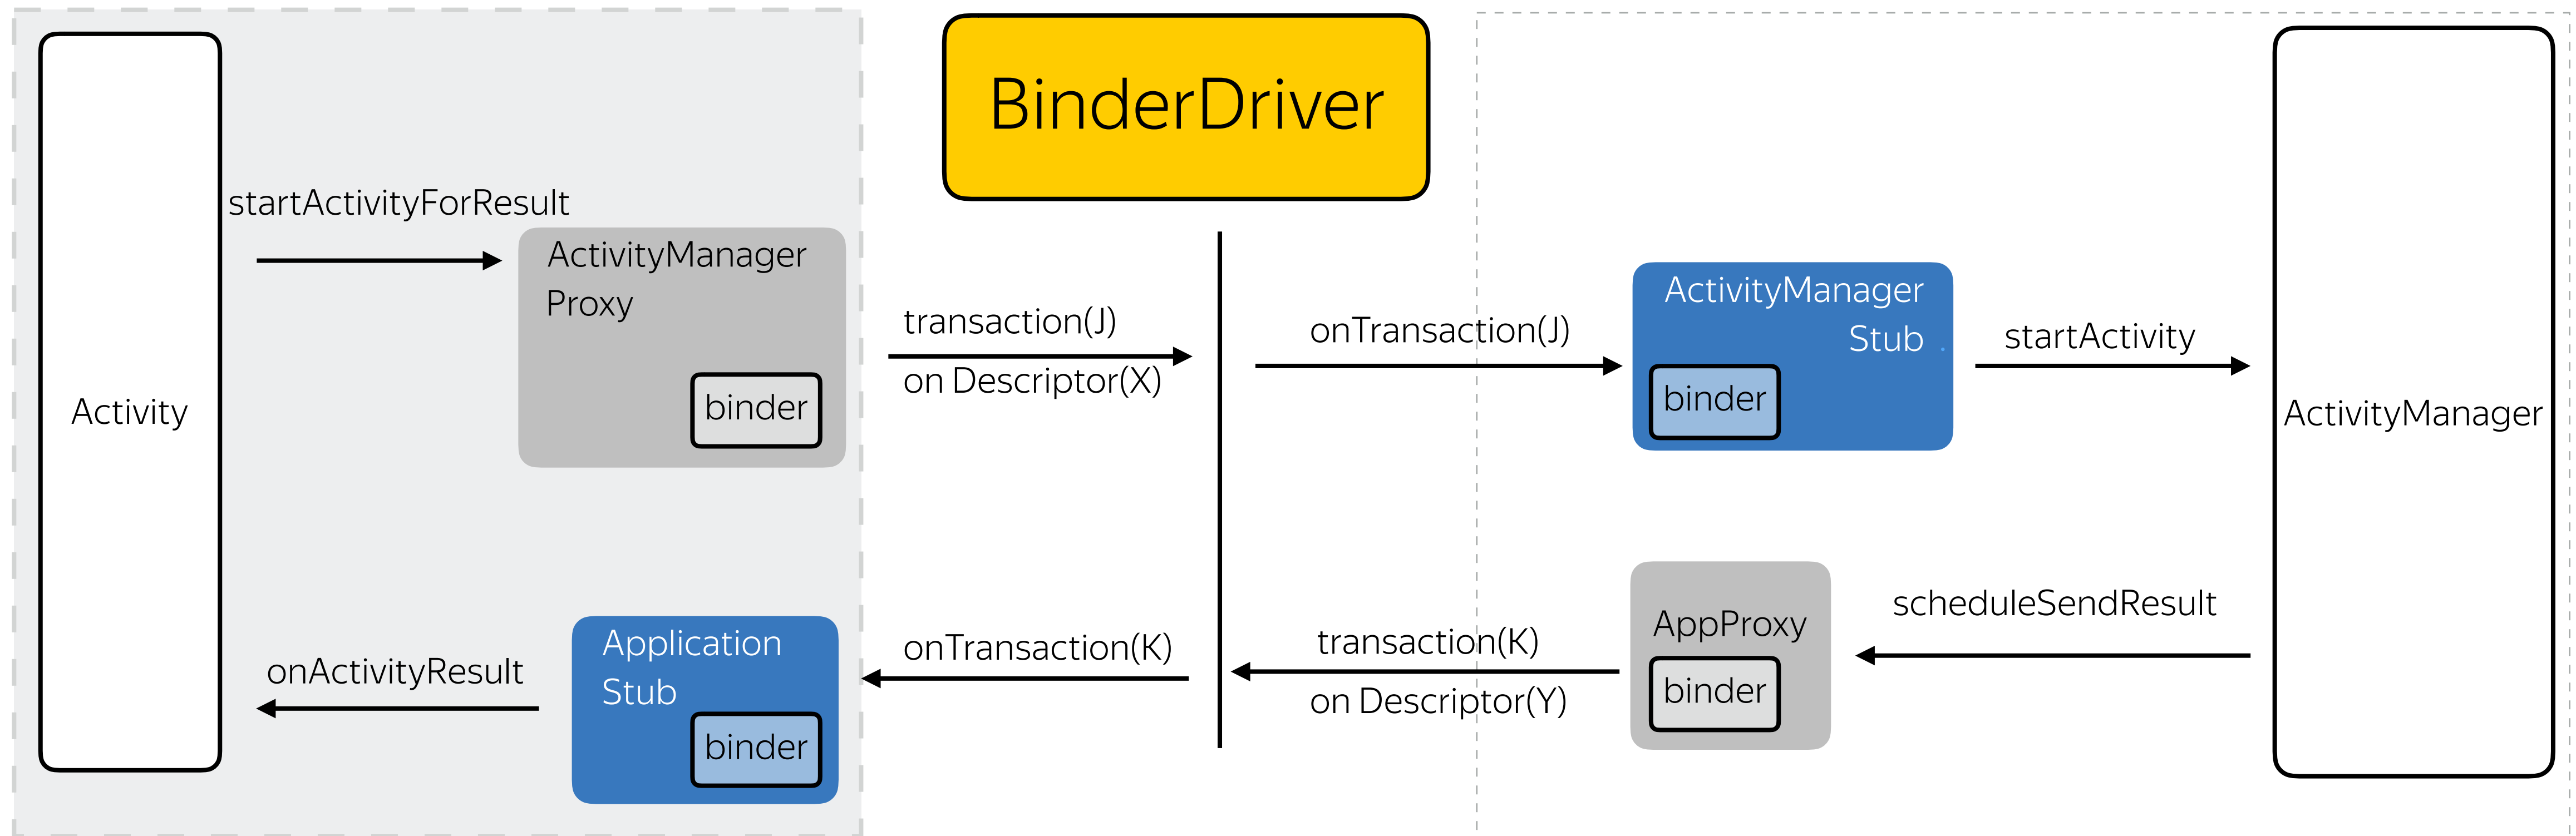 BinderDriver
startActivityForResult
ActivityManager
Proxy
binder
transaction(J)
on Descriptor(X)
onTransaction(J)
ActivityManager
Stub .
binder
startActivity
Activity
ActivityManager
scheduleSendResult
AppProxy
binder
transaction(K)
on Descriptor(Y)
onTransaction(K)
Application
Stub
binder
onActivityResult